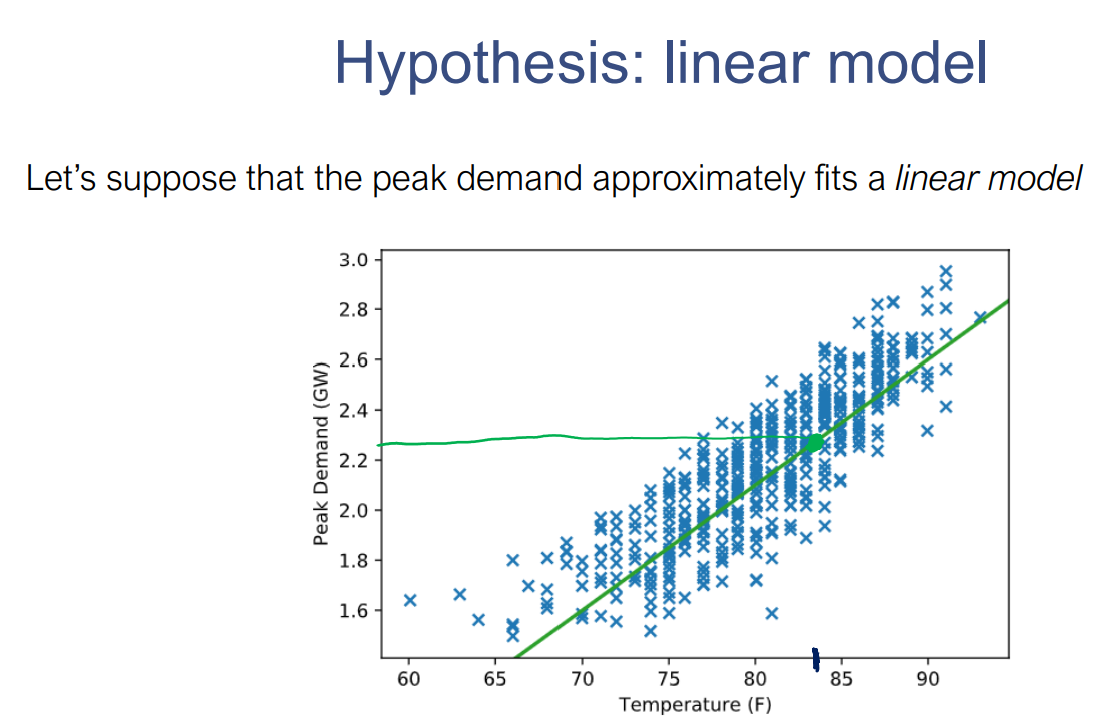 Hypothesis: linear model
Let's suppose that the peak demand approximately fits a linear model
3.0
2.8
2.6
2.4
2.2
2.0
1.8
1.6
Peak Demand (GW)
60 65 70 75 80 85 90
Temperature (F)